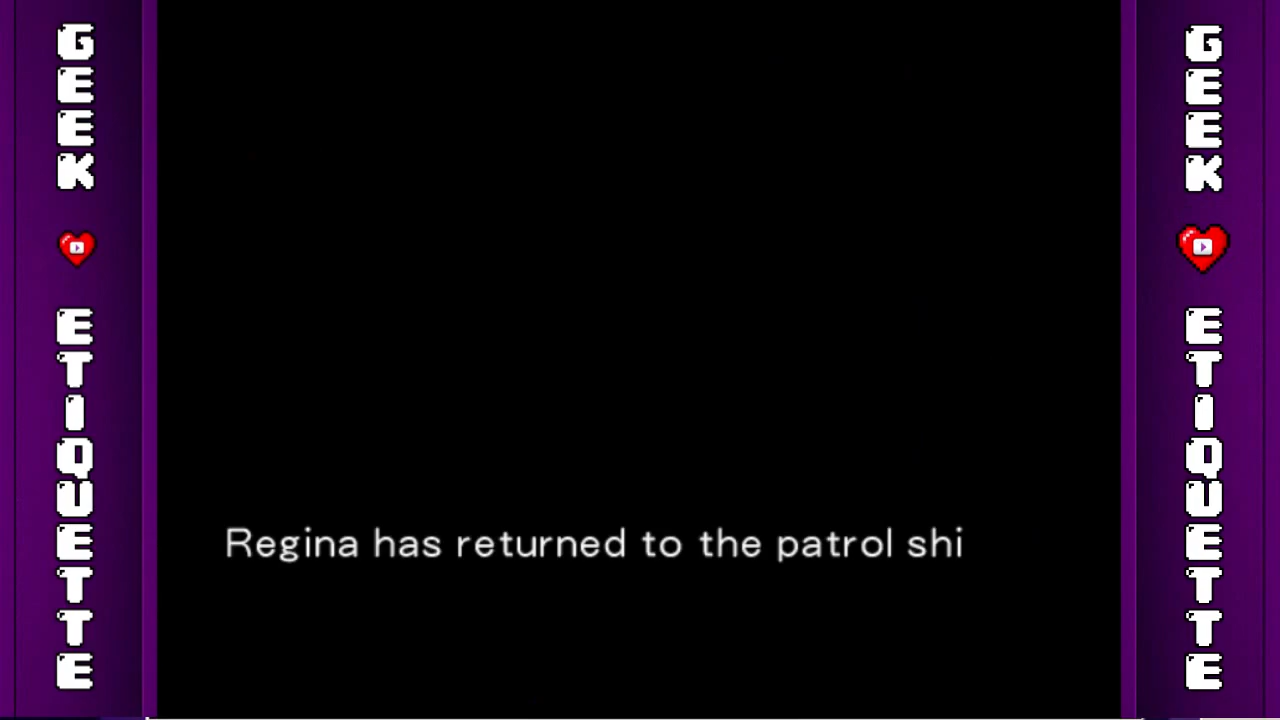 GEEK
ETIQUETTE
Regina has returned to the patrol shi
GEEK
ETIQUETTE